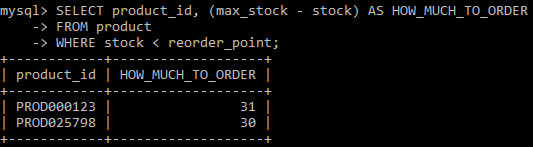 mysql> SELECT product_id, (max_stock - stock) AS HOW_MUCH_TO_ORDER
    -> FROM product
    -> WHERE stock < reorder_point;
+------------+-------------------+
| product_id | HOW_MUCH_TO_ORDER |
+------------+-------------------+
| PROD000123 |                31 |
| PROD025798 |                30 |
+------------+-------------------+